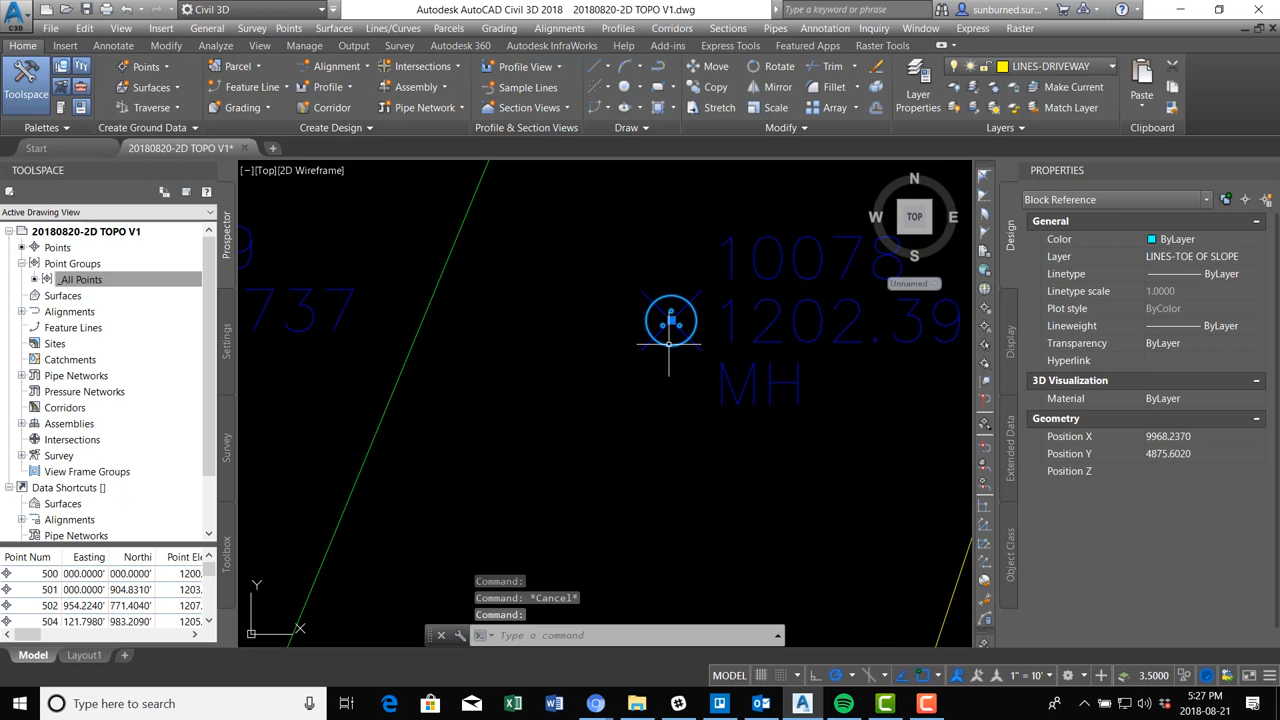 C3D
Civil 3D
Autodesk AutoCAD Civil 3D 2018   20180820-2D TOPO V1.dwg
Type a keyword or phrase
sunburned.sur...
File Edit View Insert General Survey Points Surfaces Lines/Curves Parcels Grading Alignments Profiles Corridors Sections Pipes Annotation Inquiry Window Express Raster
Home Insert Annotate Modify Analyze View Manage Output Survey Autodesk 360 Autodesk InfraWorks Help Add-ins Express Tools Featured Apps Raster Tools
Points Parcel Alignment Intersections Profile View Move Rotate Trim LINES-DRIVEWAY
Toolspace Surfaces Feature Line Profile Assembly Sample Lines Copy Mirror Fillet Layer Properties Make Current Paste
Traverse Grading Corridor Pipe Network Section Views Stretch Scale Array Match Layer
Palettes Create Ground Data Create Design Profile & Section Views Draw Modify Layers Clipboard
Start 20180820-2D TOPO V1*
TOOLSPACE
Active Drawing View
20180820-2D TOPO V1
Points
Point Groups
_All Points
Surfaces
Alignments
Feature Lines
Sites
Catchments
Pipe Networks
Pressure Networks
Corridors
Assemblies
Intersections
Survey
View Frame Groups
Data Shortcuts []
Surfaces
Alignments
Pipe Networks
Point Num Easting Northi Point Ele
500 000.0000' 000.0000' 1200.
501 000.0000' 904.8310' 1203.
502 954.2240' 771.4040' 1207.
504 121.7980' 983.2090' 1205.
Prospector
Settings
Survey
Toolbox
[−][Top][2D Wireframe]
9
737
10078
1202.39
MH
N
W TOP E
S
Unnamed
Y
X
Command:
Command: *Cancel*
Command:
Type a command
PROPERTIES
Block Reference
General
Color ByLayer
Layer LINES-TOE OF SLOPE
Linetype ByLayer
Linetype scale 1.0000
Plot style ByColor
Lineweight ByLayer
Transparency ByLayer
Hyperlink
3D Visualization
Material ByLayer
Geometry
Position X 9968.2370
Position Y 4875.6020
Position Z
Design
Display
Extended Data
Object Class
Model Layout1
MODEL 1" = 10' 3.5000
Type here to search
5:27 PM
2018-08-21